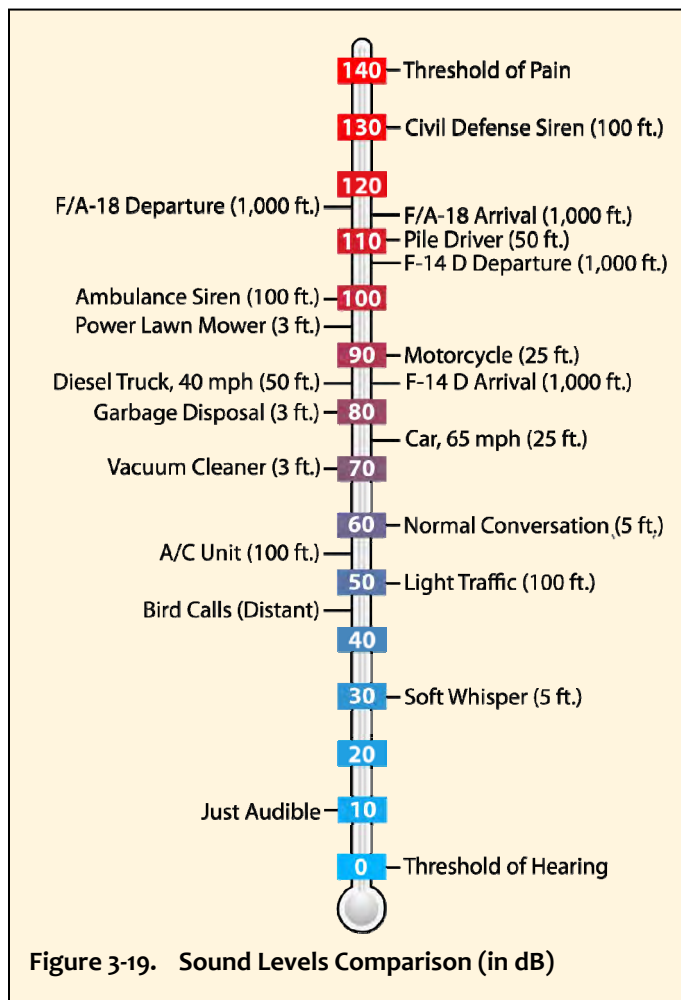 140 Threshold of Pain
130 Civil Defense Siren (100 ft.)
120
F/A-18 Departure (1,000 ft.)
F/A-18 Arrival (1,000 ft.)
110 Pile Driver (50 ft.)
F-14 D Departure (1,000 ft.)
Ambulance Siren (100 ft.) 100
Power Lawn Mower (3 ft.)
90 Motorcycle (25 ft.)
Diesel Truck, 40 mph (50 ft.) F-14 D Arrival (1,000 ft.)
Garbage Disposal (3 ft.) 80
Car, 65 mph (25 ft.)
Vacuum Cleaner (3 ft.) 70
60 Normal Conversation (5 ft.)
A/C Unit (100 ft.)
50 Light Traffic (100 ft.)
Bird Calls (Distant)
40
30 Soft Whisper (5 ft.)
20
Just Audible 10
0 Threshold of Hearing
Figure 3-19. Sound Levels Comparison (in dB)